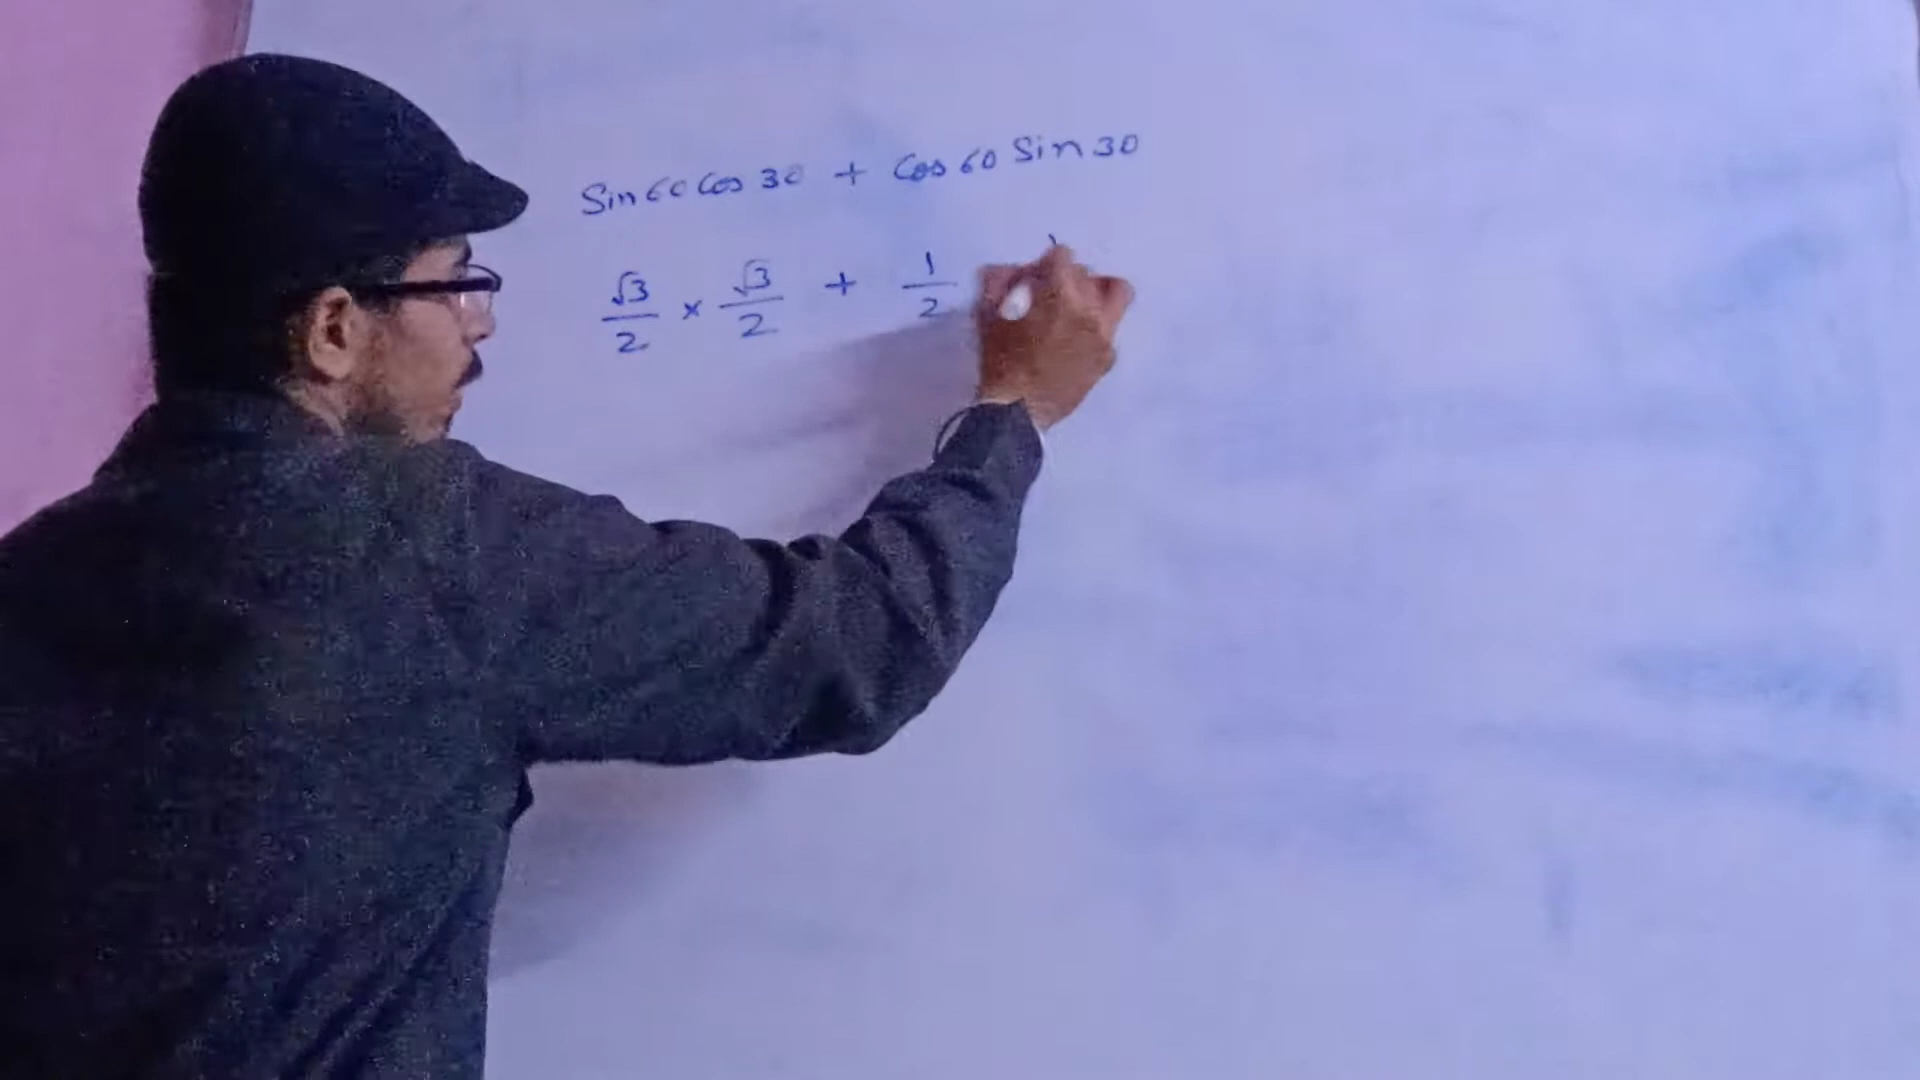 Sin 60 Cos 30 + Cos 60 Sin 30
√3/2 × √3/2 + 1/2